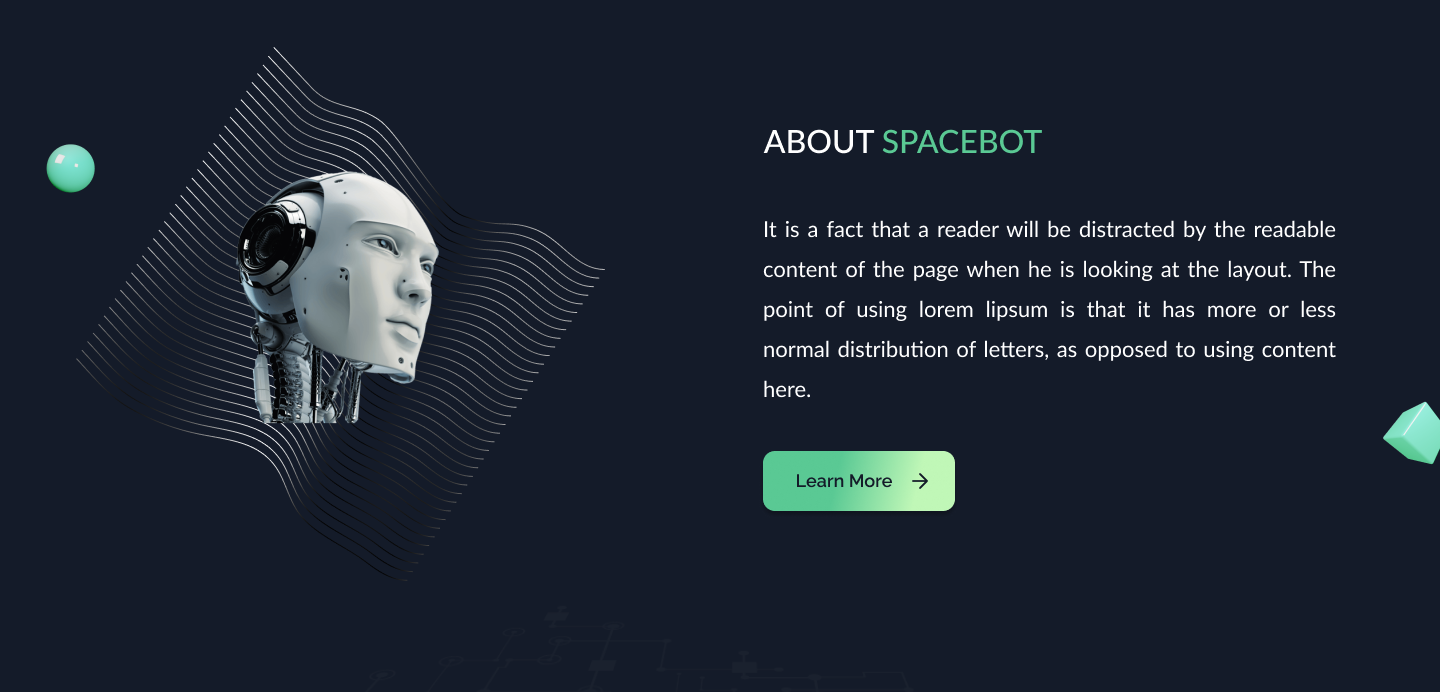 ABOUT SPACEBOT
It is a fact that a reader will be distracted by the readable
content of the page when he is looking at the layout. The
point of using lorem lipsum is that it has more or less
normal distribution of letters, as opposed to using content
here.
Learn More